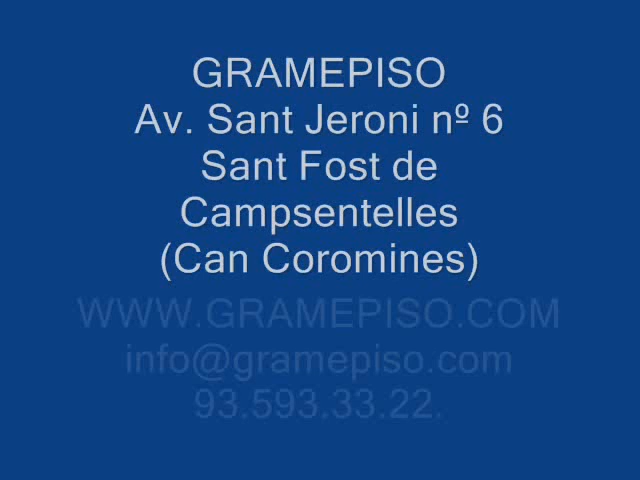 GRAMEPISO
Av. Sant Jeroni nº 6
Sant Fost de
Campsentelles
(Can Coromines)
WWW.GRAMEPISO.COM
info@gramepiso.com
93.593.33.22.